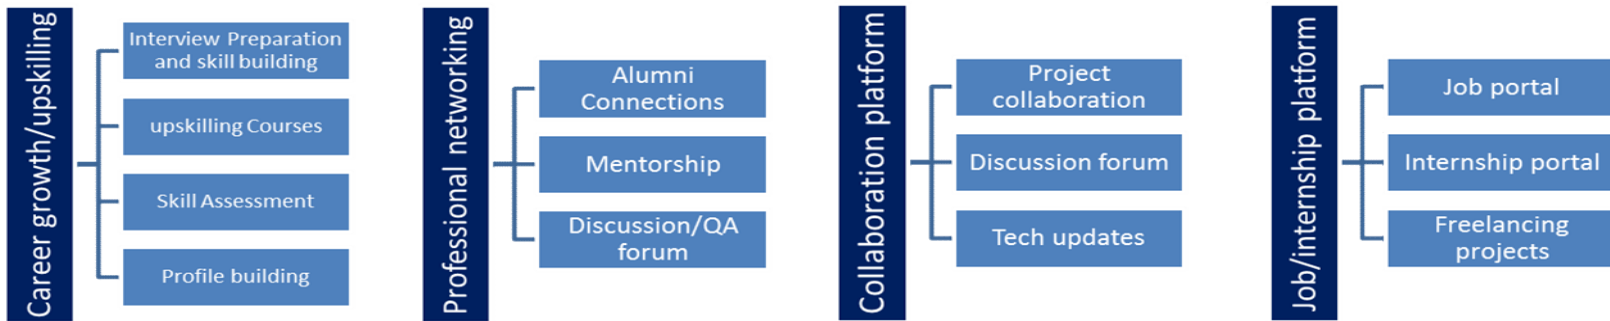 Career growth/upskilling
Interview Preparation
and skill building
upskilling Courses
Skill Assessment
Profile building
Professional networking
Alumni
Connections
Mentorship
Discussion/QA
forum
Collaboration platform
Project
collaboration
Discussion forum
Tech updates
Job/internship platform
Job portal
Internship portal
Freelancing
projects